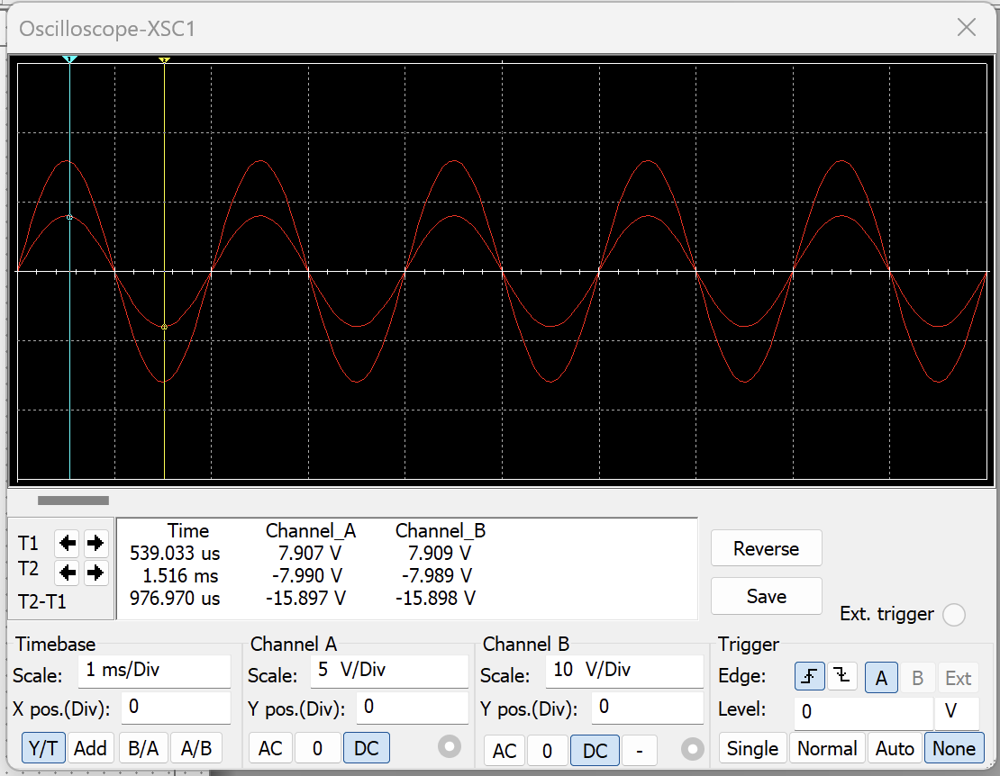 Oscilloscope-XSC1
1
2
Time Channel_A Channel_B
T1 539.033 us 7.907 V 7.909 V
T2 1.516 ms -7.990 V -7.989 V
T2-T1 976.970 us -15.897 V -15.898 V
Reverse
Save
Ext. trigger
Timebase
Scale: 1 ms/Div
X pos.(Div): 0
Y/T Add B/A A/B
Channel A
Scale: 5 V/Div
Y pos.(Div): 0
AC 0 DC
Channel B
Scale: 10 V/Div
Y pos.(Div): 0
AC 0 DC -
Trigger
Edge: A B Ext
Level: 0 V
Single Normal Auto None